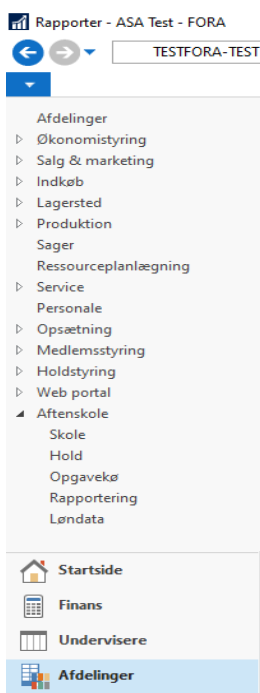 Rapporter - ASA Test - FORA
TESTFORA-TEST
Afdelinger
Økonomistyring
Salg & marketing
Indkøb
Lagersted
Produktion
Sager
Ressourceplanlægning
Service
Personale
Opsætning
Medlemsstyring
Holdstyring
Web portal
Aftenskole
Skole
Hold
Opgavekø
Rapportering
Løndata
Startside
Finans
Undervisere
Afdelinger